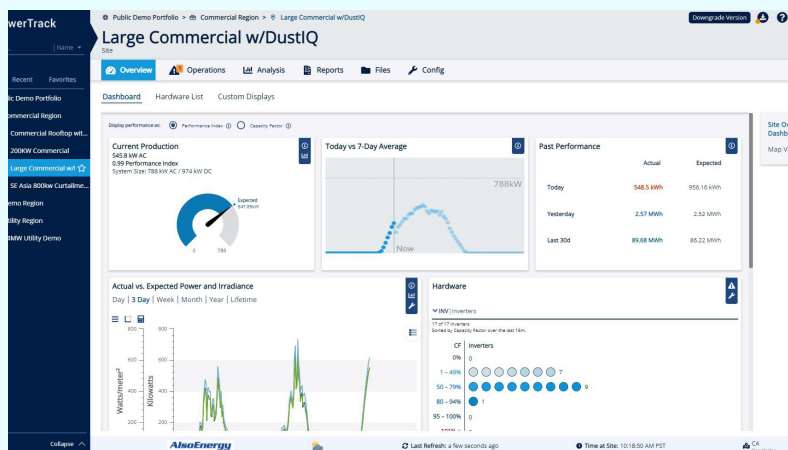 werTrack
Name
Recent Favorites
lic Demo Portfolio
ommercial Region
Commercial Rooftop wit...
200KW Commercial
Large Commercial w/I
SE Asia 800kw Curtailme...
emo Region
tility Region
4MW Utility Demo
Collapse
Public Demo Portfolio > Commercial Region > Large Commercial w/DustIQ
Downgrade Version
Large Commercial w/DustIQ
Site
Overview Operations Analysis Reports Files Config
Dashboard Hardware List Custom Displays
Display performance as: Performance Index Capacity Factor
Current Production
545.8 kW AC
0.99 Performance Index
System Size: 788 kW AC / 974 kW DC
Expected
547.89kW
0 788
Today vs 7-Day Average
788kW
Now
Past Performance
Actual Expected
Today 548.5 kWh 956.16 kWh
Yesterday 2.57 MWh 2.52 MWh
Last 30d 89.68 MWh 86.22 MWh
Site Ov
Dashb
Map V
Actual vs. Expected Power and Irradiance
Day | 3 Day | Week | Month | Year | Lifetime
800 800
600 600
400 400
200 200
Watts/meter²
Kilowatts
Hardware
INV | Inverters
17 of 17 inverters
Sorted by Capacity Factor over the last 15m.
CF Inverters
0% 0
1 - 49% 7
50 - 79% 9
80 - 94% 1
95 - 100% 0
101% +
AlsoEnergy
Last Refresh: a few seconds ago
Time at Site: 10:18:50 AM PST
CA